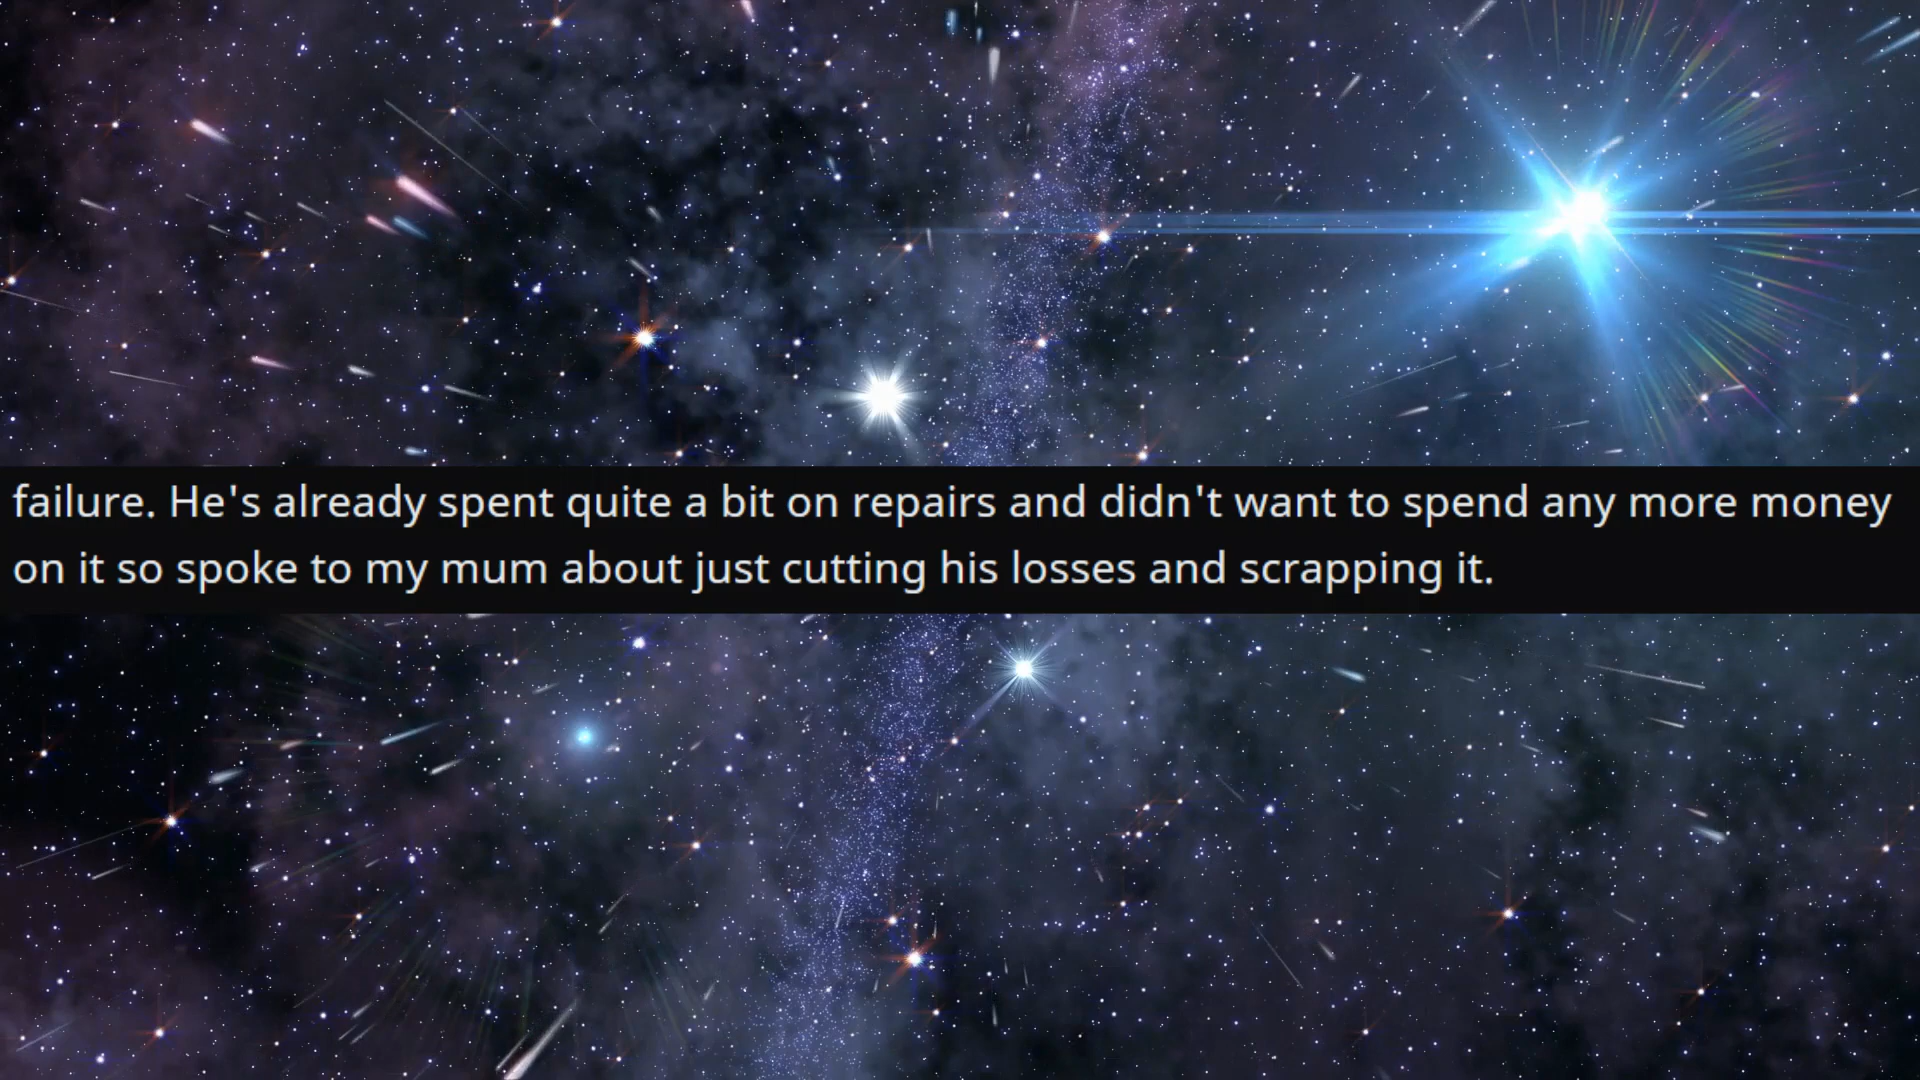 failure. He's already spent quite a bit on repairs and didn't want to spend any more money
on it so spoke to my mum about just cutting his losses and scrapping it.